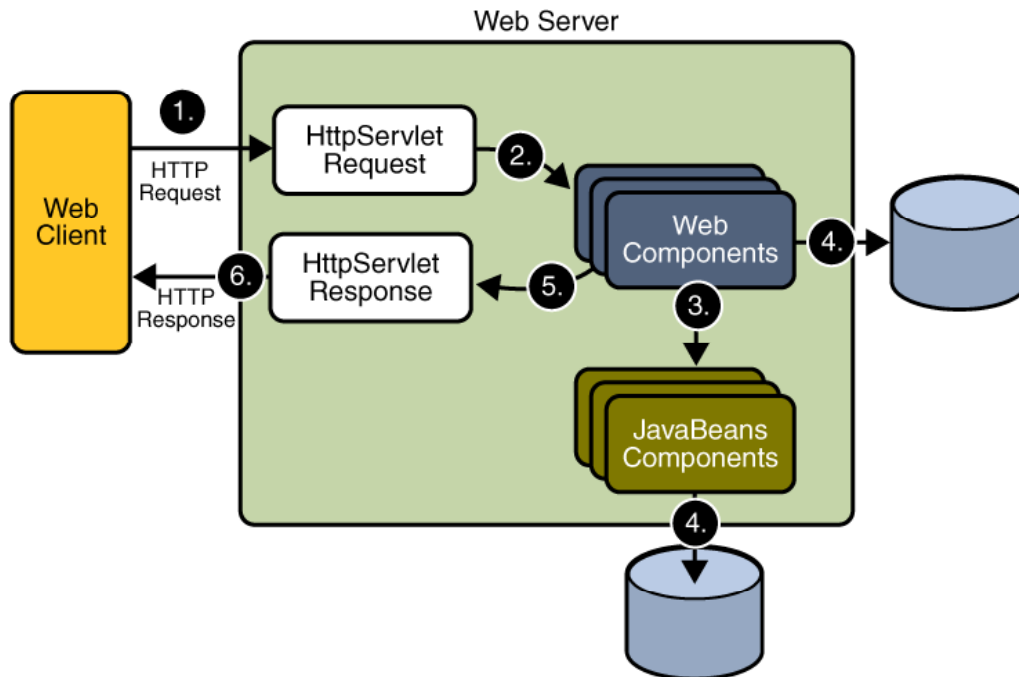 Web Server
1.
HTTP
Request
Web
Client
HttpServlet
Request
2.
Web
Components
4.
HttpServlet
Response
5.
6.
HTTP
Response
3.
JavaBeans
Components
4.